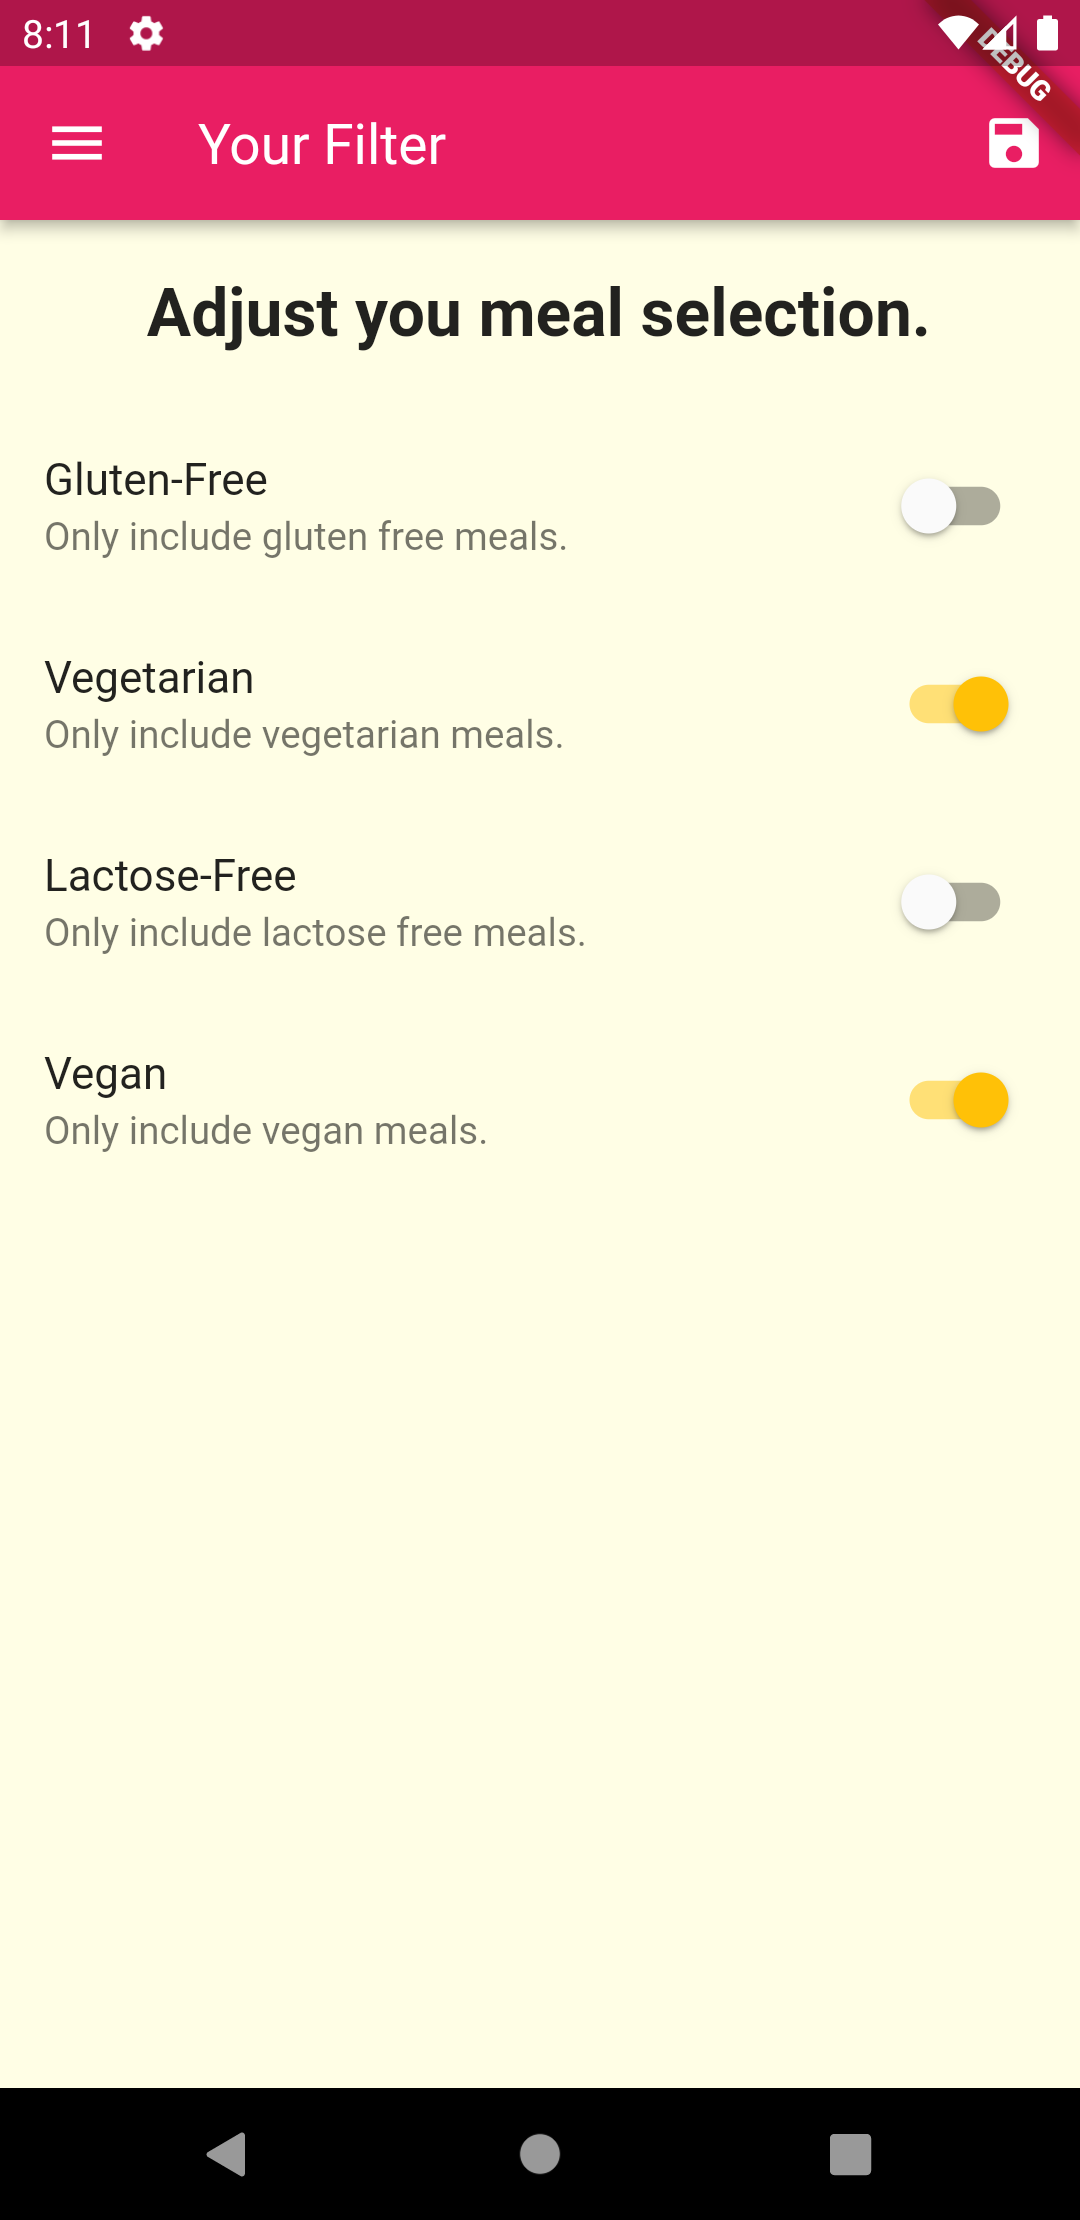 8:11
DEBUG
Your Filter
Adjust you meal selection.
Gluten-Free
Only include gluten free meals.
Vegetarian
Only include vegetarian meals.
Lactose-Free
Only include lactose free meals.
Vegan
Only include vegan meals.